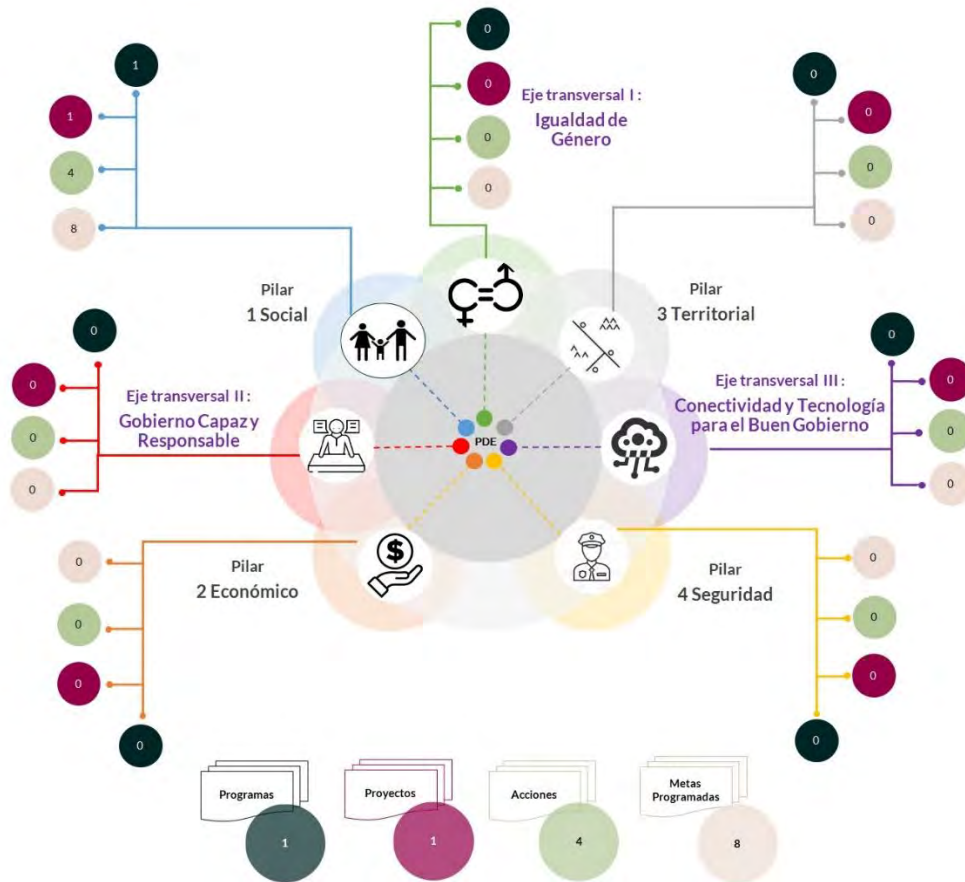 1
1
4
8
0
0
0
0
Eje transversal I :
Igualdad de
Género
0
0
0
0
Pilar
1 Social
Pilar
3 Territorial
0
0
0
0
Eje transversal II :
Gobierno Capaz y
Responsable
PDE
0
0
0
0
Eje transversal III :
Conectividad y Tecnología
para el Buen Gobierno
0
0
0
0
Pilar
2 Económico
$
Pilar
4 Seguridad
0
0
0
0
Programas
1
Proyectos
1
Acciones
4
Metas
Programadas
8